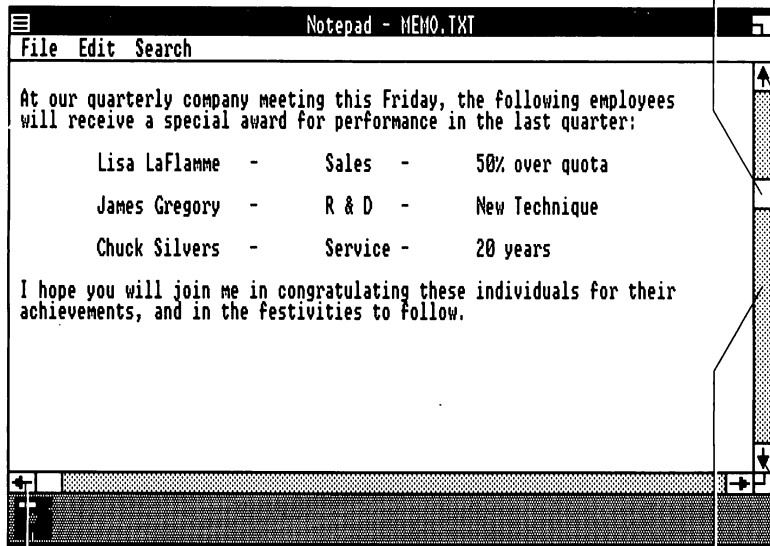 Notepad - MEMO.TXT
File Edit Search
At our quarterly company meeting this Friday, the following employees
will receive a special award for performance in the last quarter:
Lisa LaFlamme - Sales - 50% over quota
James Gregory - R & D - New Technique
Chuck Silvers - Service - 20 years
I hope you will join me in congratulating these individuals for their
achievements, and in the festivities to follow.